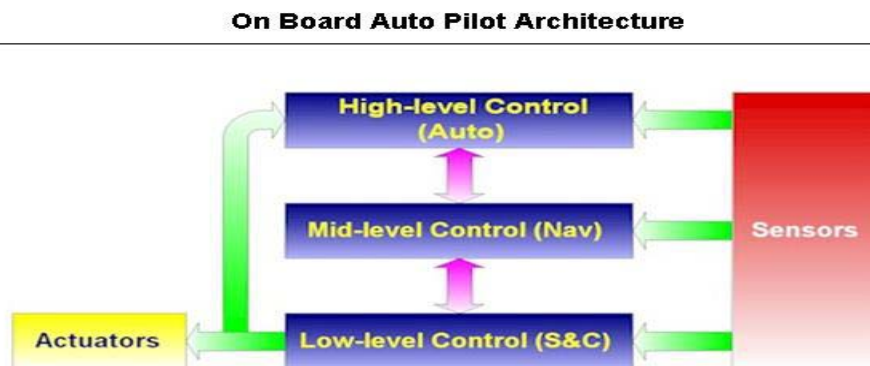 On Board Auto Pilot Architecture
High-level Control
(Auto)
Mid-level Control (Nav)
Sensors
Actuators
Low-level Control (S&C)